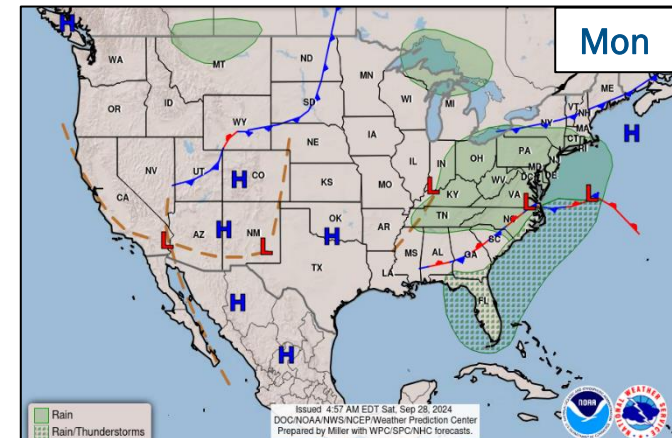 Mon
H
WA
MT
ND
MN
ME
OR
ID
WY
SD
WI
MI
VT
NH
NY
MA
CT
RI
H
NV
UT
H
CO
NE
IA
IL
IN
OH
PA
NJ
MD
DE
DC
WV
VA
CA
KS
MO
L
KY
L
L
L
AZ
H
NM
L
OK
H
AR
TN
NC
SC
TX
LA
MS
AL
GA
FL
H
H
Rain
Rain/Thunderstorms
Issued 4:57 AM EDT Sat, Sep 28, 2024
DOC/NOAA/NWS/NCEP/Weather Prediction Center
Prepared by Miller with WPC/SPC/NHC forecasts.
NOAA
NATIONAL WEATHER SERVICE